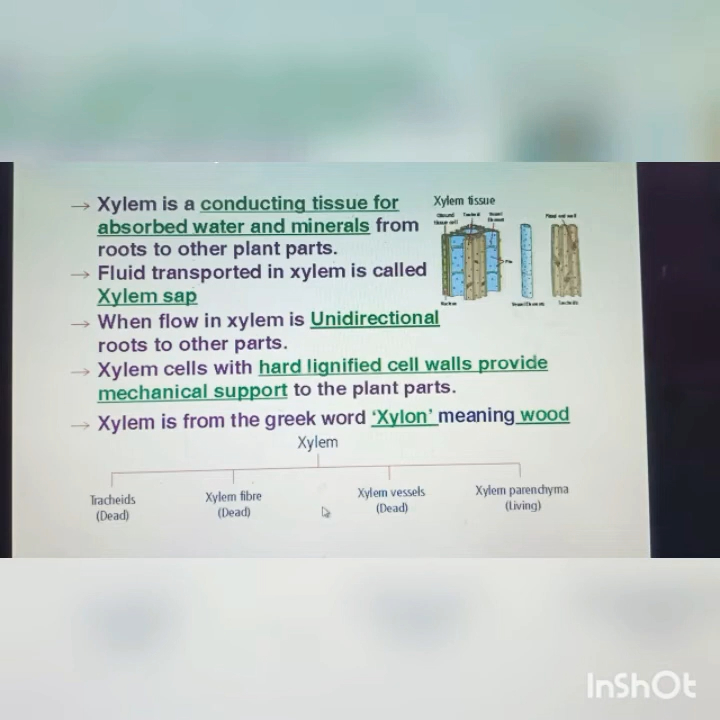 → Xylem is a conducting tissue for
absorbed water and minerals from
roots to other plant parts.
→ Fluid transported in xylem is called
Xylem sap
→ When flow in xylem is Unidirectional
roots to other parts.
→ Xylem cells with hard lignified cell walls provide
mechanical support to the plant parts.
→ Xylem is from the greek word ‘Xylon’ meaning wood
Xylem tissue
Xylem
Tracheids
(Dead)
Xylem fibre
(Dead)
Xylem vessels
(Dead)
Xylem parenchyma
(Living)
InShOt